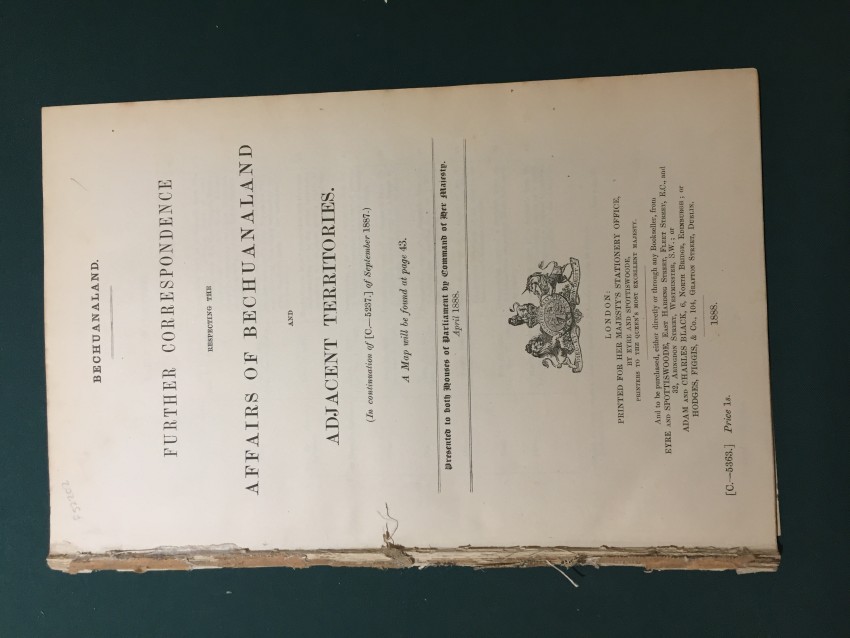 BECHUANALAND.
FURTHER CORRESPONDENCE
RESPECTING THE
AFFAIRS OF BECHUANALAND
AND
ADJACENT TERRITORIES.
(In continuation of [C.—5237.] of September 1887.)
A Map will be found at page 43.
Presented to both Houses of Parliament by Command of Her Majesty.
April 1888.
LONDON:
PRINTED FOR HER MAJESTY'S STATIONERY OFFICE,
BY EYRE AND SPOTTISWOODE,
PRINTERS TO THE QUEEN'S MOST EXCELLENT MAJESTY.
And to be purchased, either directly or through any Bookseller, from
EYRE AND SPOTTISWOODE, EAST HARDING STREET, FLEET STREET, E.C., and
32, ABINGDON STREET, WESTMINSTER, S.W.; or
ADAM AND CHARLES BLACK, 6, NORTH BRIDGE, EDINBURGH; or
HODGES, FIGGIS, & Co., 104, GRAFTON STREET, DUBLIN.
1888.
[C.—5363.] Price 1s.